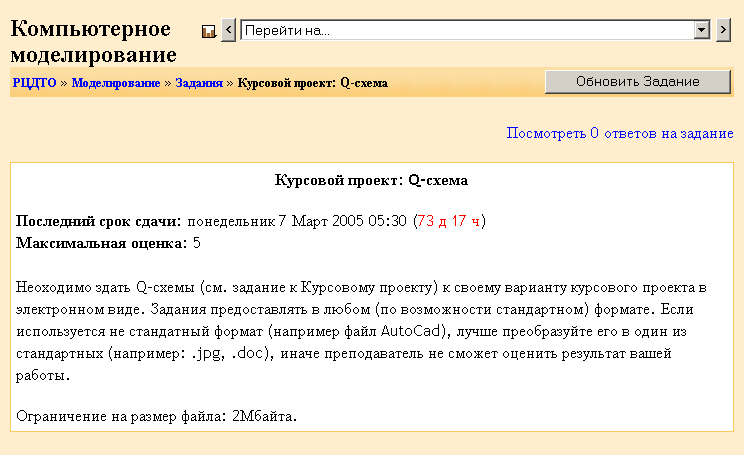 Компьютерное
моделирование
Перейти на...
РЦДТО » Моделирование » Задания » Курсовой проект: Q-схема
Обновить Задание
Посмотреть 0 ответов на задание
Курсовой проект: Q-схема
Последний срок сдачи: понедельник 7 Март 2005 05:30 (73 д 17 ч)
Максимальная оценка: 5
Неоходимо здать Q-схемы (см. задание к Курсовому проекту) к своему варианту курсового проекта в
электронном виде. Задания предоставлять в любом (по возможности стандартном) формате. Если
используется не стандатный формат (например файл AutoCad), лучше преобразуйте его в один из
стандартных (например: .jpg, .doc), иначе преподаватель не сможет оценить результат вашей
работы.
Ограничение на размер файла: 2Мбайта.